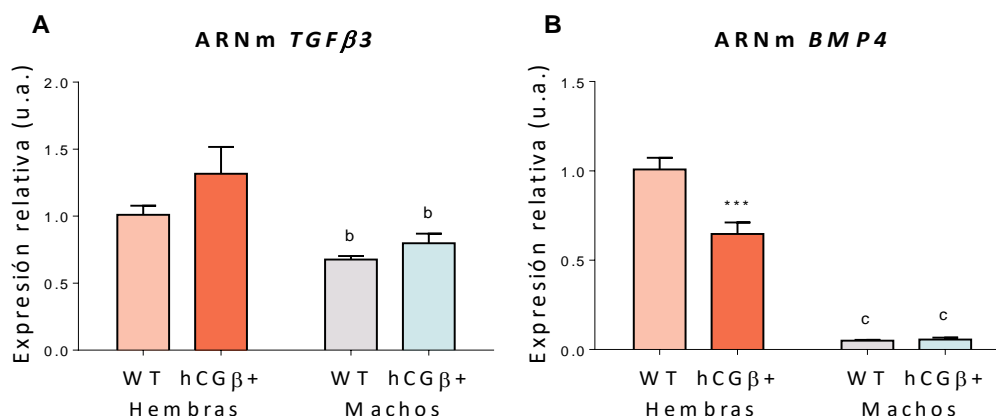 A
ARNm TGFβ3
Expresión relativa (u.a.)
2.0
1.5
1.0
0.5
0.0
b
b
WT hCGβ+ WT hCGβ+
Hembras Machos
B
ARNm BMP4
Expresión relativa (u.a.)
1.5
1.0
0.5
0.0
***
c
c
WT hCGβ+ WT hCGβ+
Hembras Machos